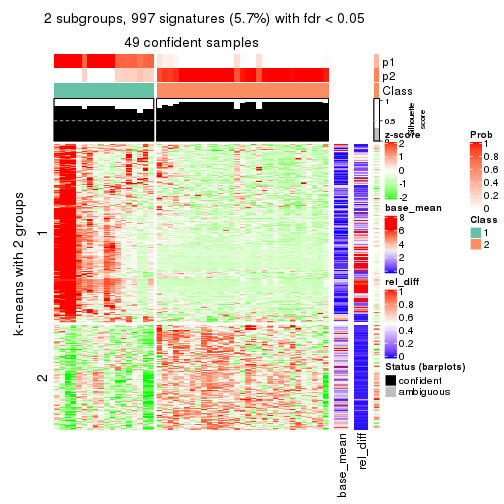 2 subgroups, 997 signatures (5.7%) with fdr < 0.05
49 confident samples
p1
p2
Class
1
0.5
0
Silhouette
score
k-means with 2 groups
1
2
base_mean
rel_diff
z-score
2
1
0
-1
-2
base_mean
8
6
4
2
0
rel_diff
1
0.8
0.6
0.4
0.2
0
Status (barplots)
confident
ambiguous
Prob
1
0.8
0.6
0.4
0.2
0
Class
1
2